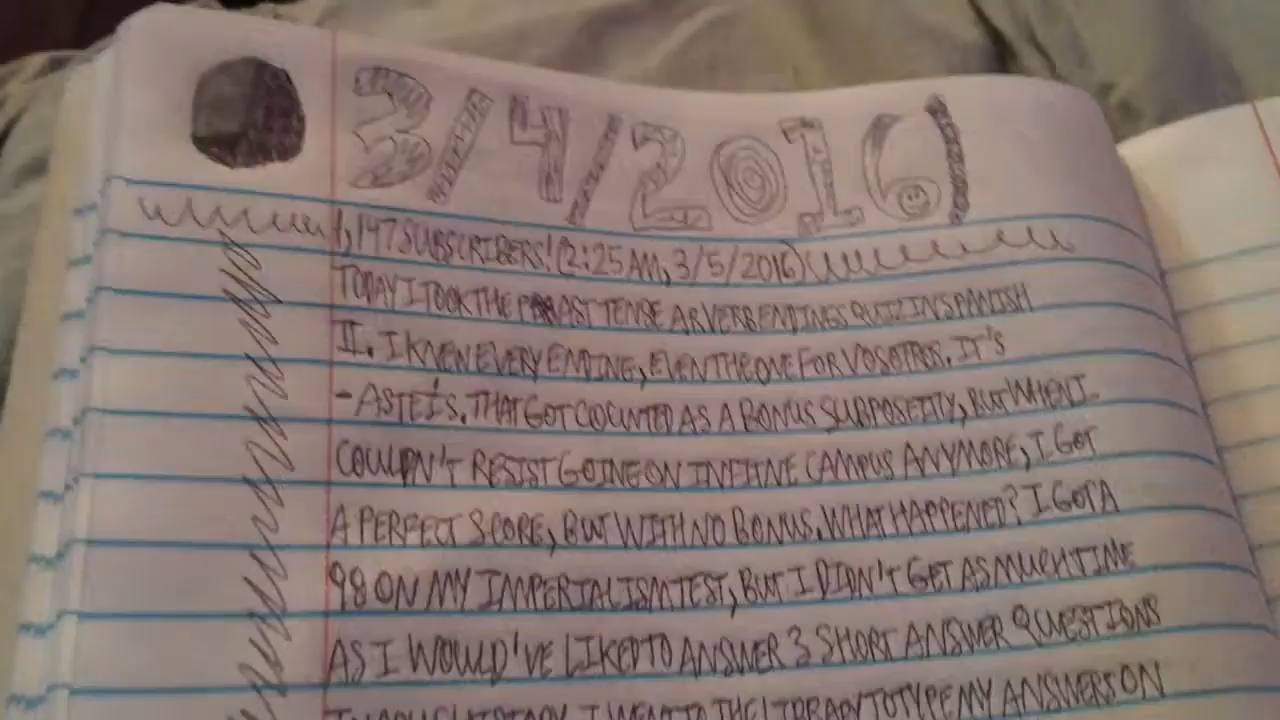 3/4/2016
1,147 SUBSCRIBERS! (2:25 AM, 3/5/2016)
TODAY I TOOK THE PAST TENSE AR VERB ENDINGS QUIZ IN SPANISH
II. I KNEW EVERY ENDING, EVEN THE ONE FOR VOSOTROS. IT'S
-ASTEÍS. THAT GOT COUNTED AS A BONUS SUPPOSEDLY, BUT WHEN I
COULDN'T RESIST GOING ON INFINE CAMPUS ANYMORE, I GOT
A PERFECT SCORE, BUT WITH NO BONUS. WHAT HAPPENED? I GOT A
98 ON MY IMPERIALISM TEST, BUT I DIDN'T GET AS MUCH TIME
AS I WOULD'VE LIKED TO ANSWER 3 SHORT ANSWER QUESTIONS
I WENT TO THE LIBRARY TO TYPE MY ANSWERS ON